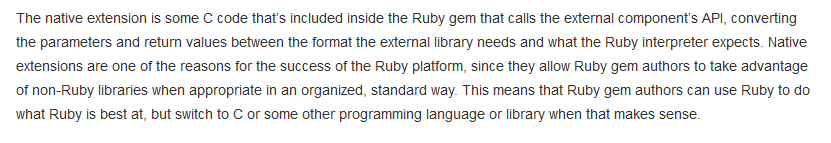 The native extension is some C code that's included inside the Ruby gem that calls the external component's API, converting
the parameters and return values between the format the external library needs and what the Ruby interpreter expects. Native
extensions are one of the reasons for the success of the Ruby platform, since they allow Ruby gem authors to take advantage
of non-Ruby libraries when appropriate in an organized, standard way. This means that Ruby gem authors can use Ruby to do
what Ruby is best at, but switch to C or some other programming language or library when that makes sense.